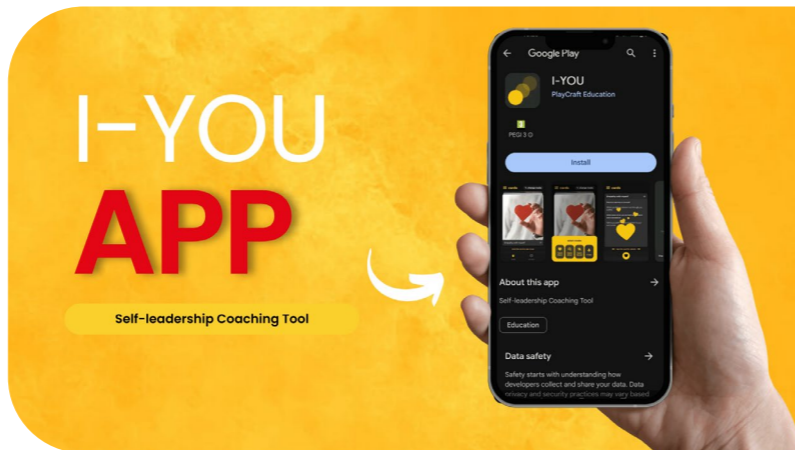 I-YOU
APP
Self-leadership Coaching Tool
Google Play
I-YOU
PlayCraft Education
3
PEGI 3
Install
About this app
Self-leadership Coaching Tool
Education
Data safety
Safety starts with understanding how
developers collect and share your data. Data
privacy and security practices may vary based